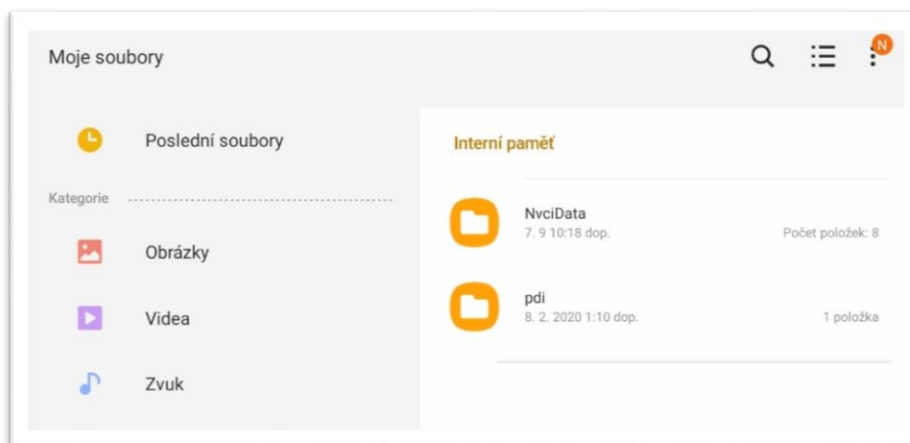 Moje soubory
N
Poslední soubory
Kategorie
Obrázky
Videa
Zvuk
Interní paměť
NvciData
7. 9 10:18 dop.
Počet položek: 8
pdi
8. 2. 2020 1:10 dop.
1 položka